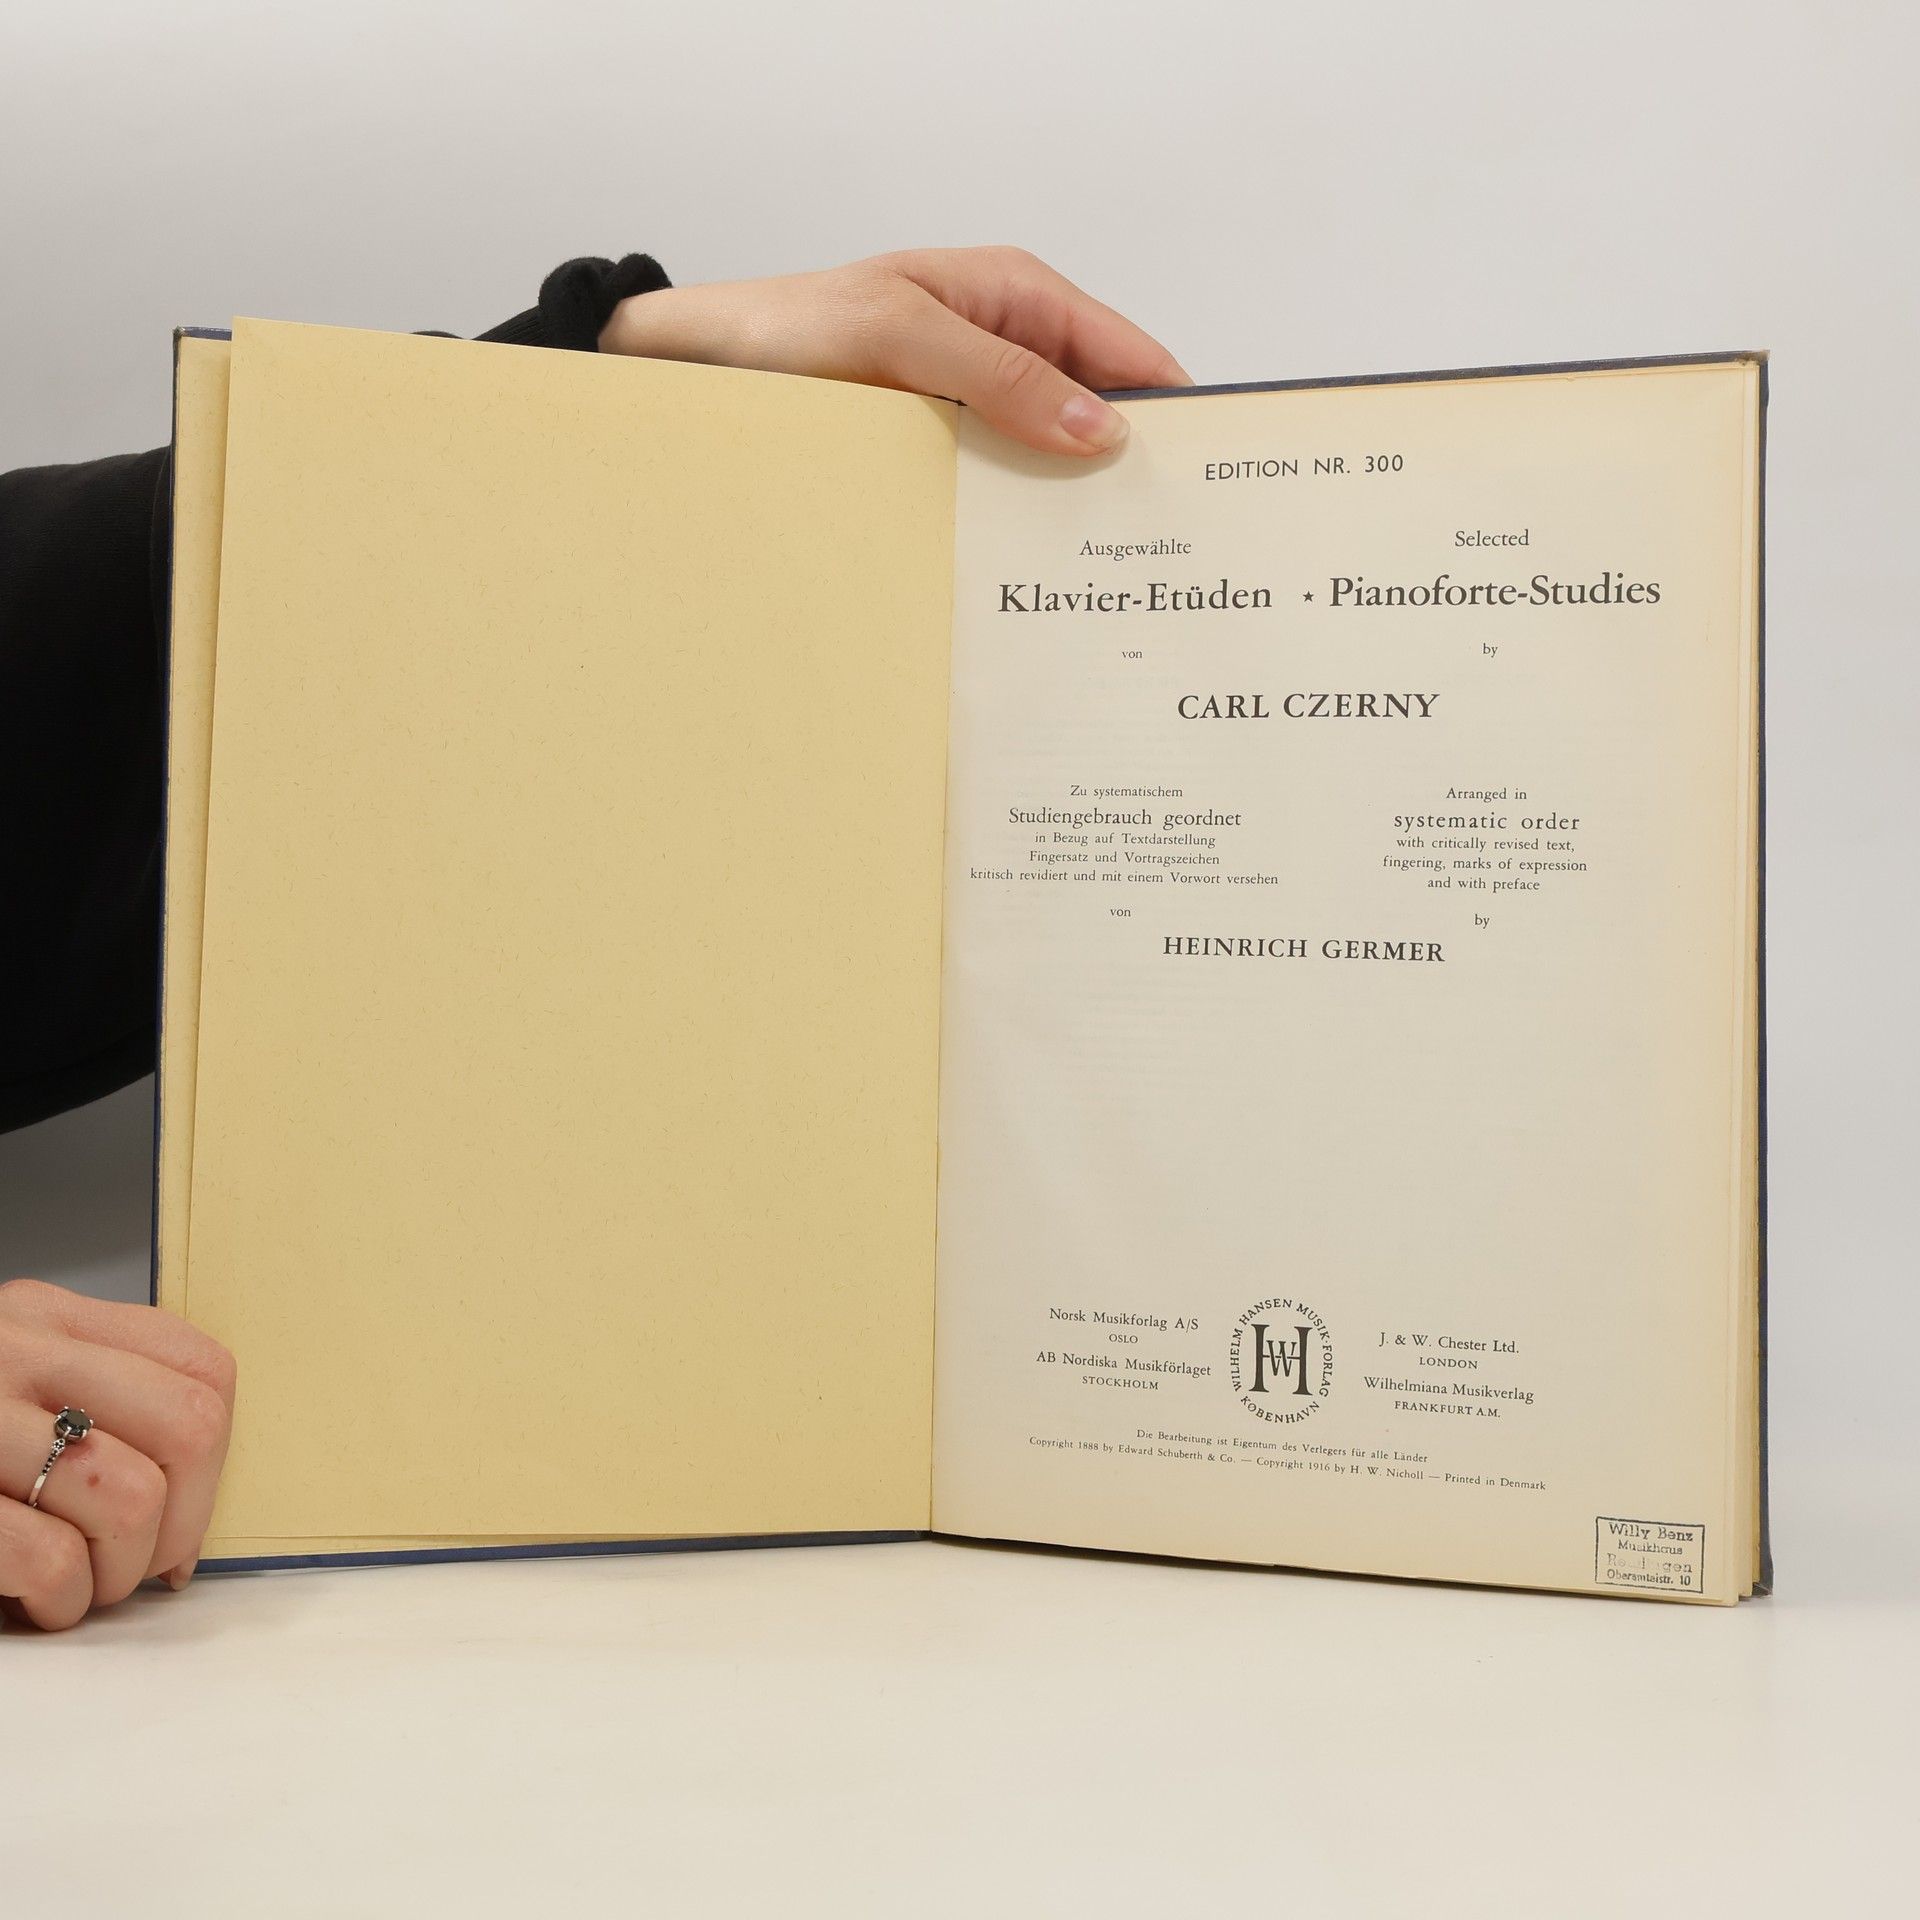 EDITION NR. 300
Ausgewählte
Selected
Klavier-Etüden ★ Pianoforte-Studies
von
by
CARL CZERNY
Zu systematischem
Studiengebrauch geordnet
in Bezug auf Textdarstellung
Fingersatz und Vortragszeichen
kritisch revidiert und mit einem Vorwort versehen
von
Arranged in
systematic order
with critically revised text,
fingering, marks of expression
and with preface
by
HEINRICH GERMER
Norsk Musikforlag A/S
OSLO
AB Nordiska Musikförlaget
STOCKHOLM
WILHELM HANSEN MUSIK-FORLAG
KØBENHAVN
WH
J. & W. Chester Ltd.
LONDON
Wilhelmiana Musikverlag
FRANKFURT A.M.
Die Bearbeitung ist Eigentum des Verlegers für alle Länder
Copyright 1888 by Edward Schuberth & Co. — Copyright 1916 by H. W. Nicholl — Printed in Denmark
Willy Benz
Musikhaus
Oberamteistr. 10